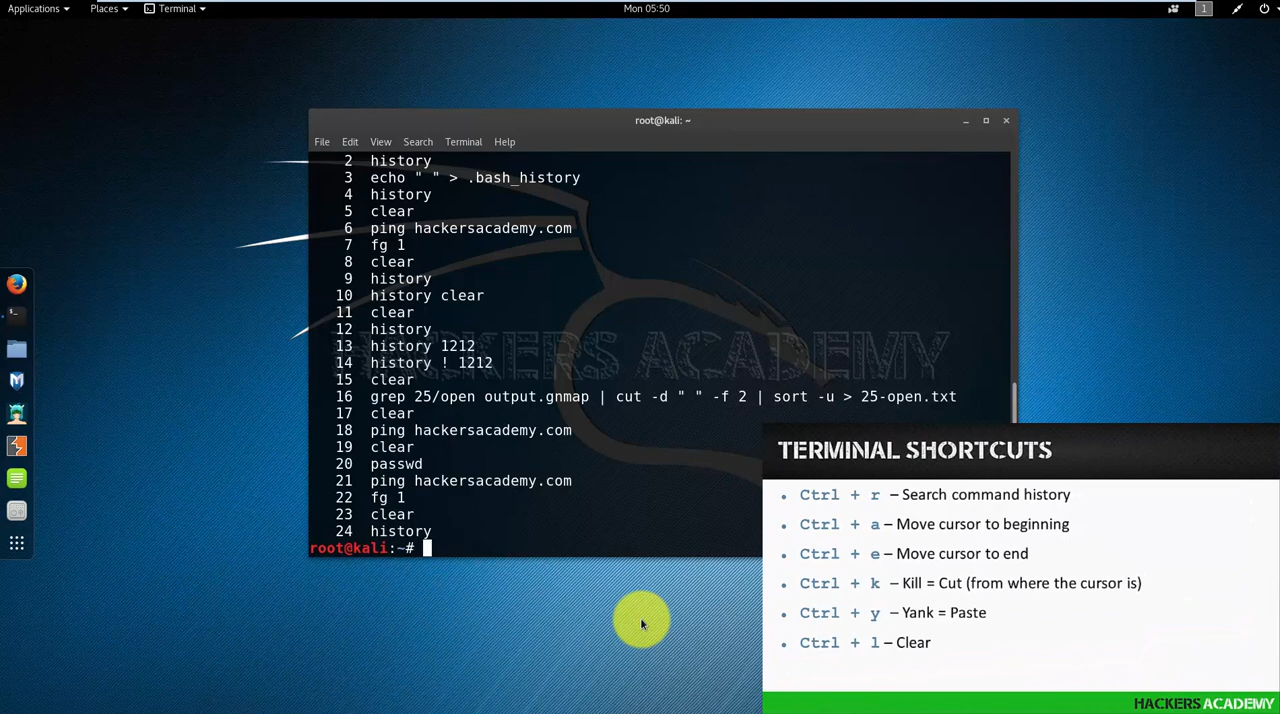 Applications Places Terminal Mon 05:50 1
root@kali: ~
File Edit View Search Terminal Help
2 history
3 echo " " > .bash_history
4 history
5 clear
6 ping hackersacademy.com
7 fg 1
8 clear
9 history
10 history clear
11 clear
12 history
13 history 1212
14 history ! 1212
15 clear
16 grep 25/open output.gnmap | cut -d " " -f 2 | sort -u > 25-open.txt
17 clear
18 ping hackersacademy.com
19 clear
20 passwd
21 ping hackersacademy.com
22 fg 1
23 clear
24 history
root@kali:~#
HACKERS ACADEMY
TERMINAL SHORTCUTS
• Ctrl + r – Search command history
• Ctrl + a – Move cursor to beginning
• Ctrl + e – Move cursor to end
• Ctrl + k – Kill = Cut (from where the cursor is)
• Ctrl + y – Yank = Paste
• Ctrl + l – Clear
HACKERS ACADEMY